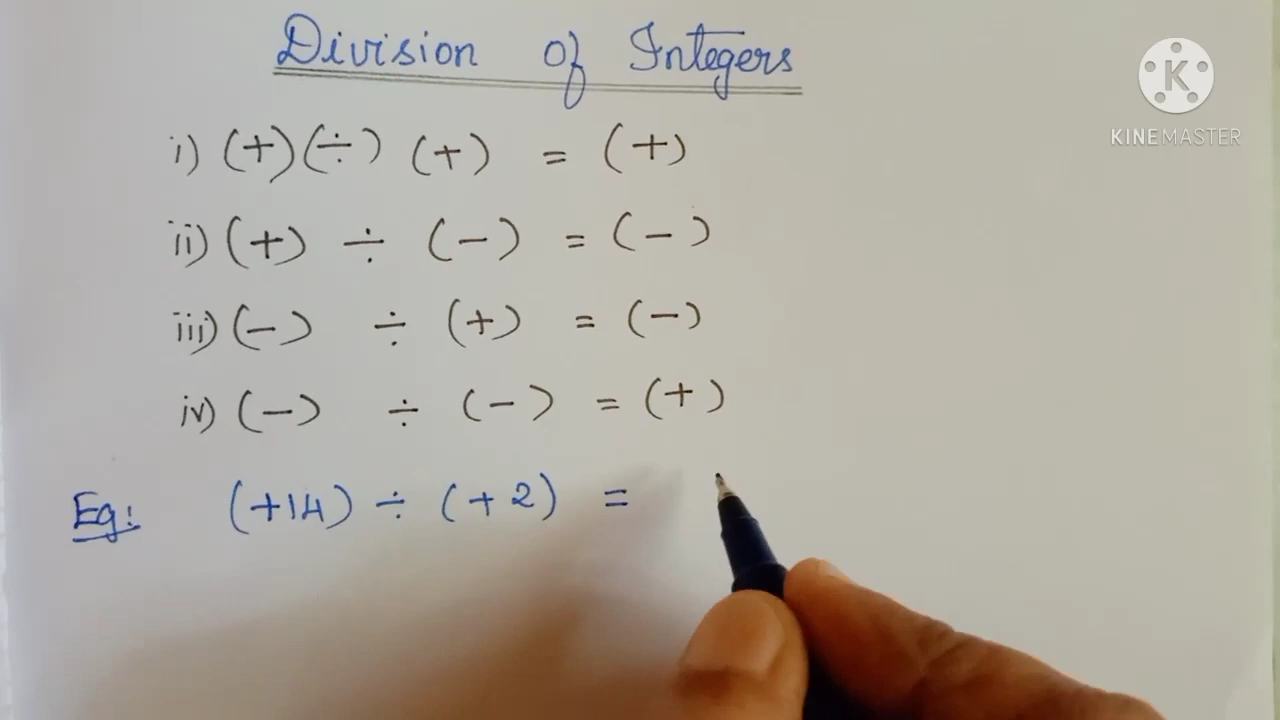 Division of Integers
K
KINEMASTER
i) (+) (÷) (+) = (+)
ii) (+) ÷ (-) = (-)
iii) (-) ÷ (+) = (-)
iv) (-) ÷ (-) = (+)
Eg: (+14) ÷ (+2) =